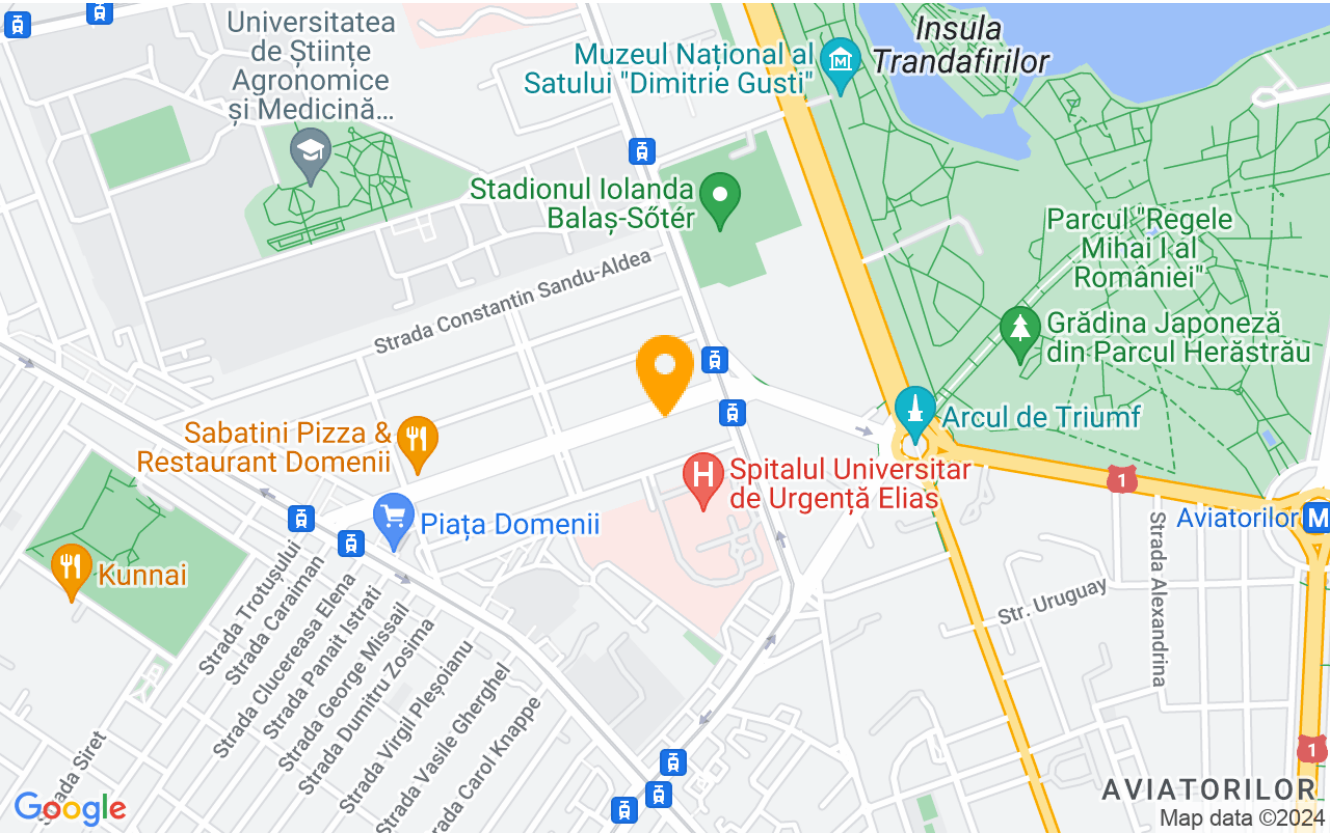 Universitatea
de Științe
Agronomice
și Medicină...
Muzeul Național al
Satului "Dimitrie Gusti"
Insula
Trandafirilor
Stadionul Iolanda
Balaș-Sőtér
Parcul "Regele
Mihai I al
României"
Strada Constantin Sandu-Aldea
Grădina Japoneză
din Parcul Herăstrău
Arcul de Triumf
Sabatini Pizza &
Restaurant Domenii
H
Spitalul Universitar
de Urgență Elias
1
Piața Domenii
Aviatorilor
M
Kunnai
Strada Trotușului
Strada Caraiman
Strada Clucereasa Elena
Strada Panait Istrati
Strada George Missail
Strada Dumitru Zosima
Strada Virgil Pleșoianu
Strada Vasile Gherghel
rada Carol Knappe
Str. Uruguay
Strada Alexandrina
ada Siret
1
AVIATORILOR
Google
Map data ©2024